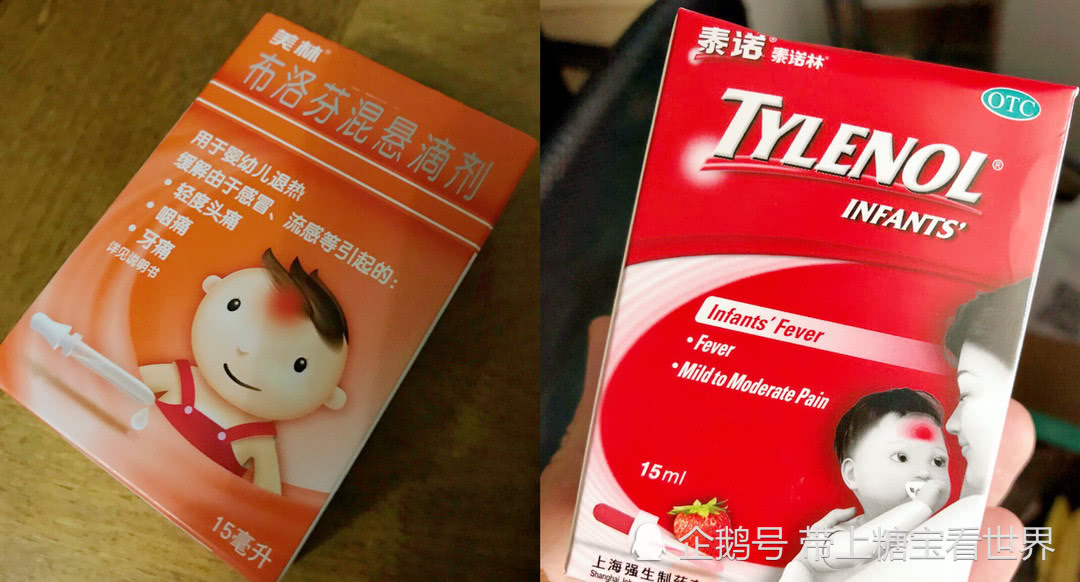 美林®
布洛芬混悬滴剂
用于婴幼儿退热
缓解由于感冒、流感等引起的：
• 轻度头痛
• 咽痛
• 牙痛
详见说明书
15毫升
泰诺® 泰诺林®
OTC
TYLENOL®
INFANTS'
Infants' Fever
• Fever
• Mild to Moderate Pain
15ml
上海强生制药
Shanghai
企鹅号 带上糖宝看世界